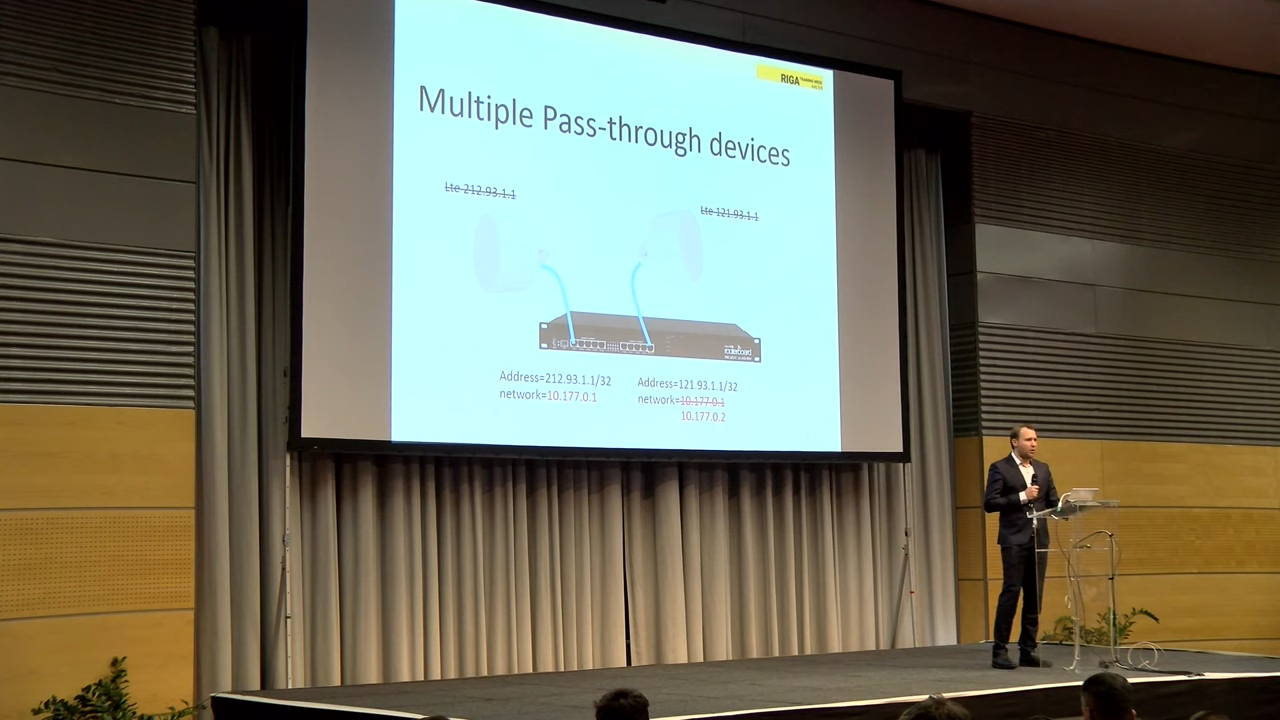 RIGA
Multiple Pass-through devices
Lte 212.93.1.1
Lte 121.93.1.1
routerboard
Address=212.93.1.1/32
network=10.177.0.1
Address=121.93.1.1/32
network=10.177.0.1
10.177.0.2